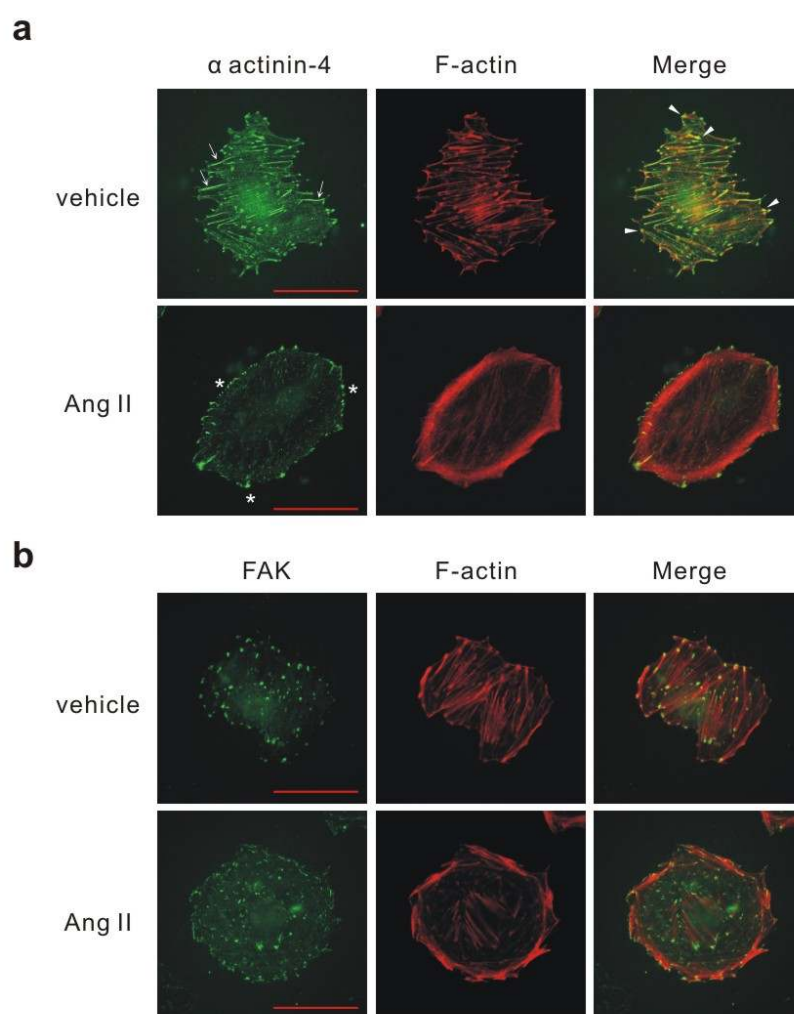 a
α actinin-4 F-actin Merge
vehicle
Ang II
* * *
b
FAK F-actin Merge
vehicle
Ang II